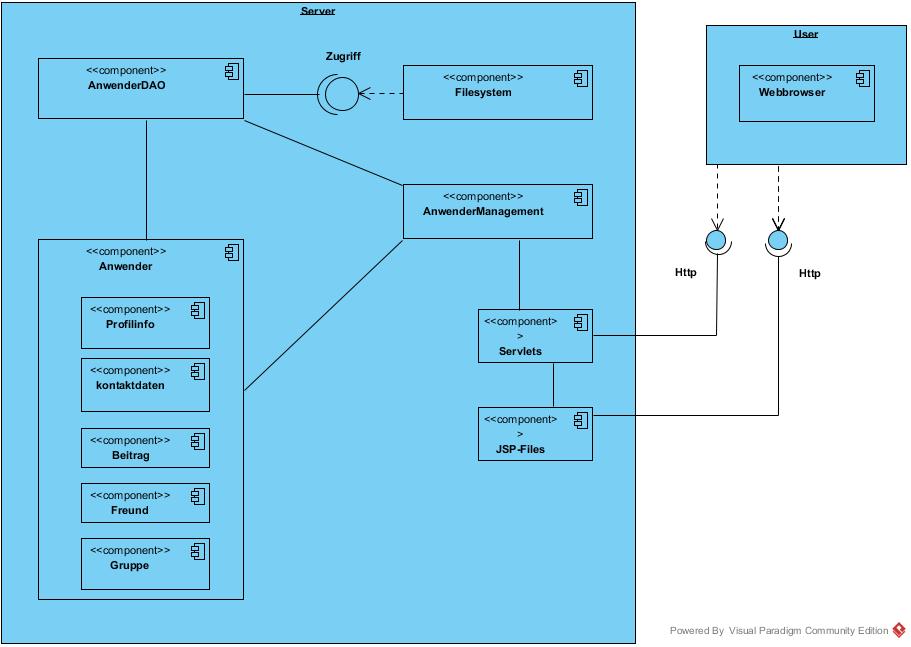 Server
User
Zugriff
<<component>>
AnwenderDAO
<<component>>
Filesystem
<<component>>
Webbrowser
<<component>>
AnwenderManagement
<<component>>
Anwender
Http
Http
<<component>>
Profilinfo
<<component>
>
Servlets
<<component>>
kontaktdaten
<<component>
>
JSP-Files
<<component>>
Beitrag
<<component>>
Freund
<<component>>
Gruppe
Powered By Visual Paradigm Community Edition